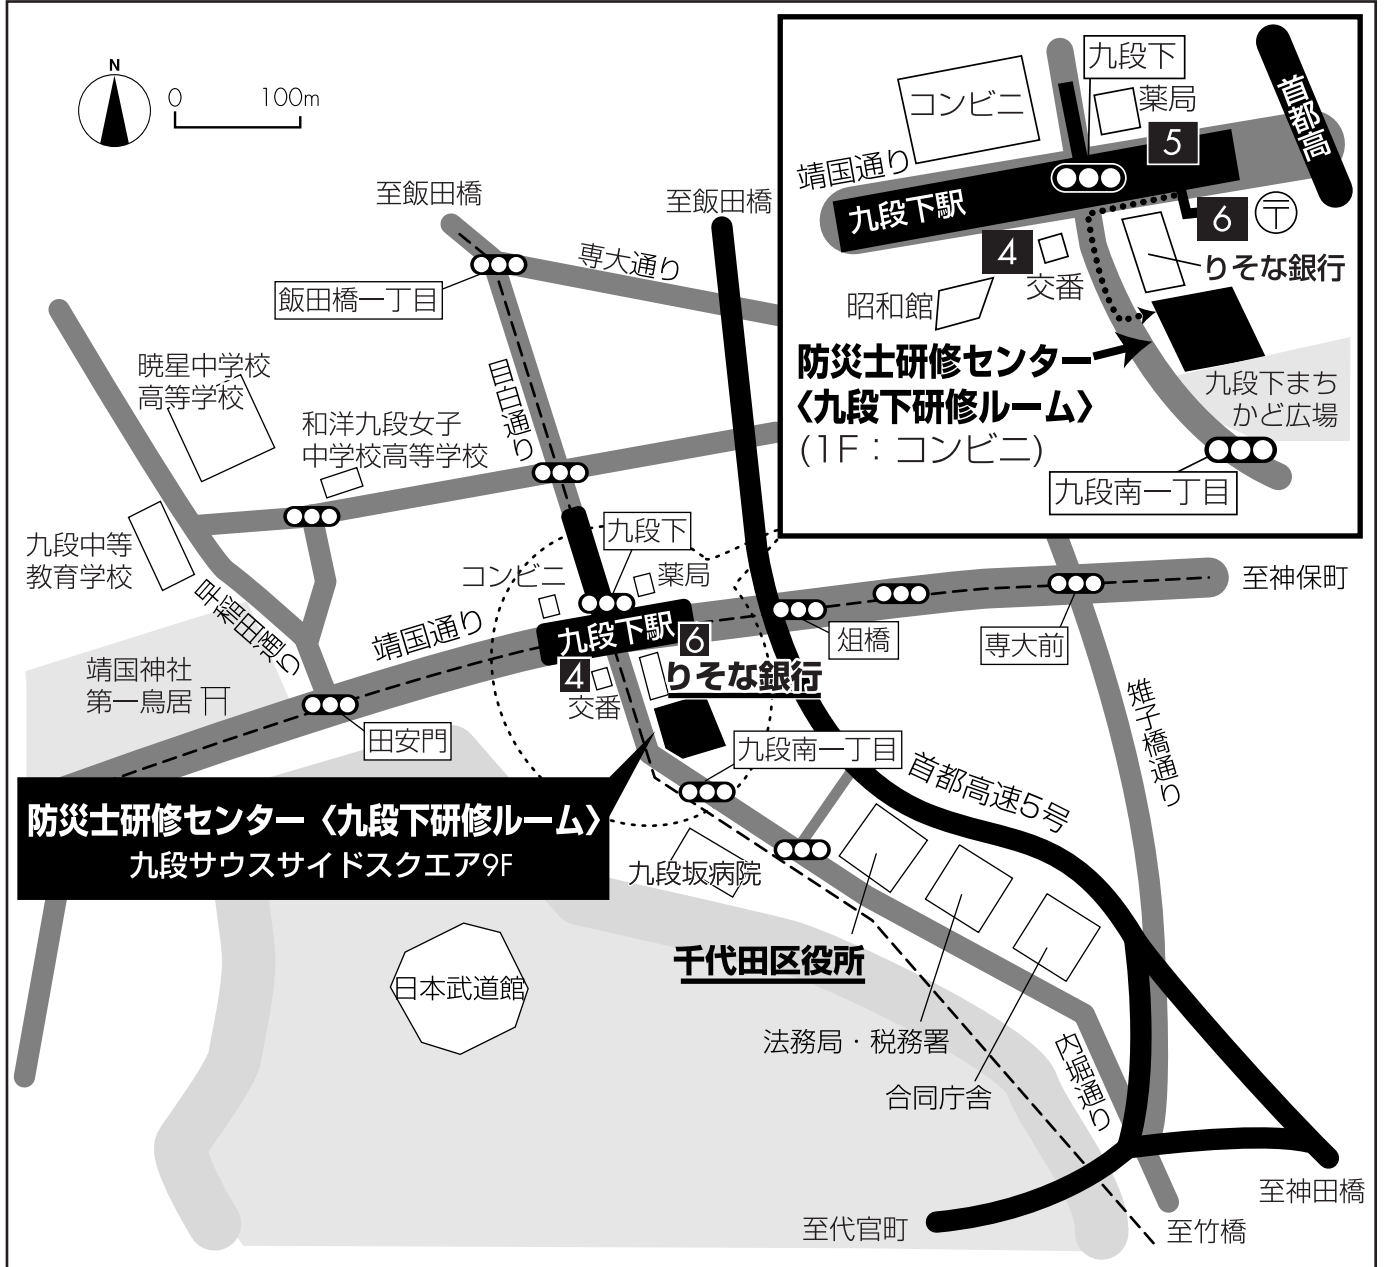 N
0 100m
至飯田橋
至飯田橋
専大通り
飯田橋一丁目
目白通り
暁星中学校
高等学校
和洋九段女子
中学校高等学校
九段中等
教育学校
早稲田通り
靖国神社
第一鳥居
田安門
靖国通り
コンビニ
薬局
九段下
九段下駅
4
6
交番
りそな銀行
俎橋
専大前
至神保町
雉子橋通り
九段南一丁目
首都高速5号
防災士研修センター〈九段下研修ルーム〉
九段サウススサイドスクエア9F
九段坂病院
千代田区役所
日本武道館
法務局・税務署
合同庁舎
内堀通り
至代官町
至竹橋
至神田橋
九段下
コンビニ
薬局
5
首都高
靖国通り
九段下駅
4
6
〒
交番
りそな銀行
昭和館
防災士研修センター
〈九段下研修ルーム〉
(1F:コンビニ)
九段下まち
かど広場
九段南一丁目